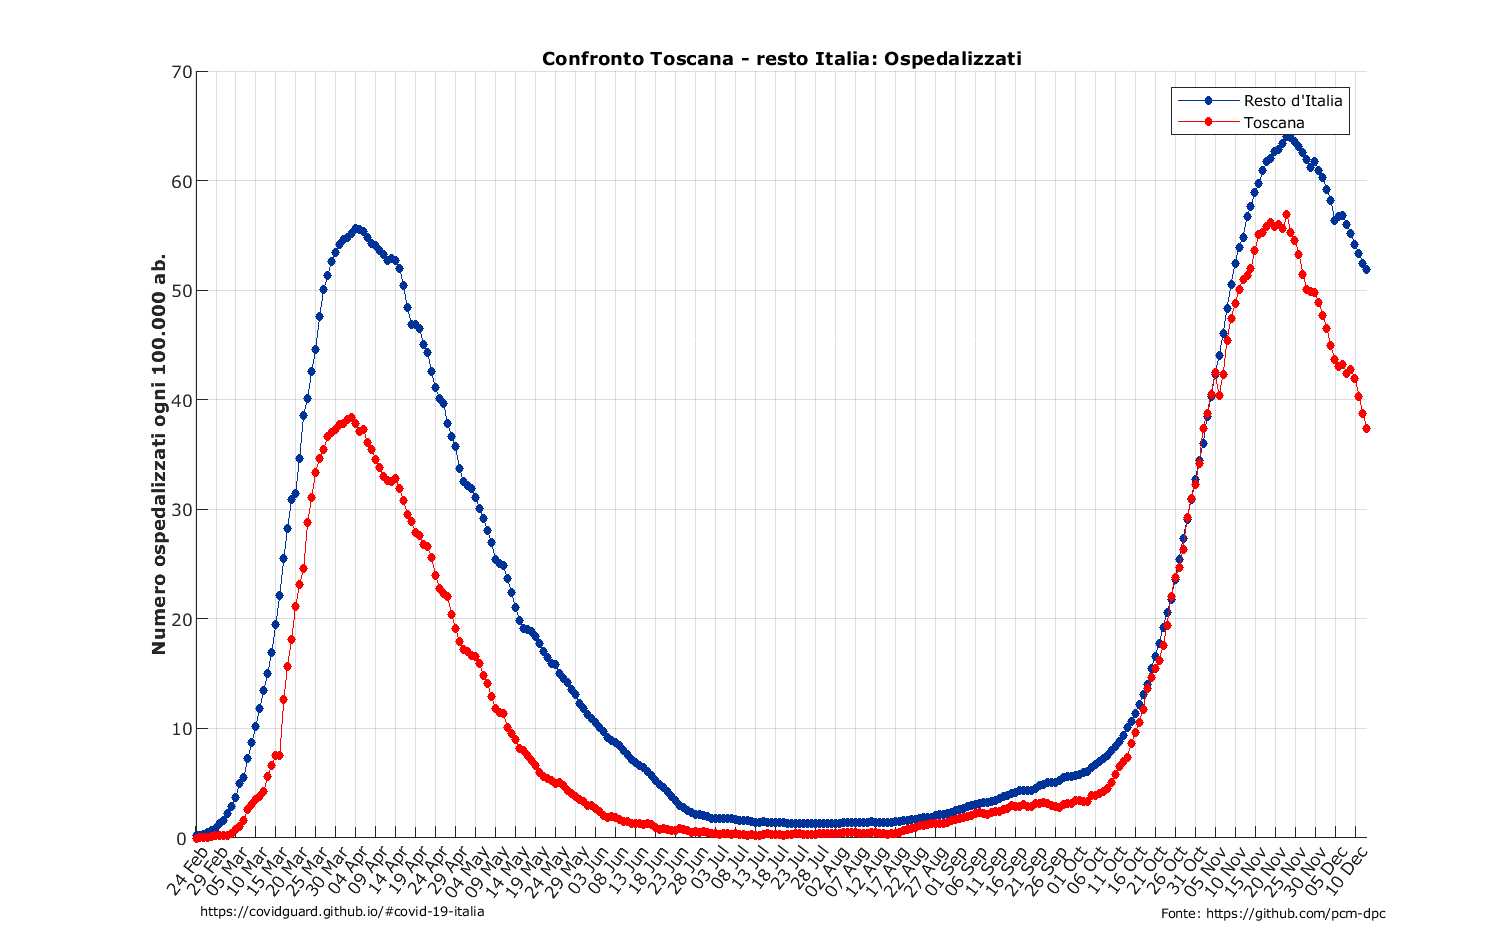 Confronto Toscana - resto Italia: Ospedalizzati
Resto d'Italia
Toscana
Numero ospedalizzati ogni 100.000 ab.
70
60
50
40
30
20
10
0
24 Feb
29 Feb
05 Mar
10 Mar
15 Mar
20 Mar
25 Mar
30 Mar
04 Apr
09 Apr
14 Apr
19 Apr
24 Apr
29 Apr
04 May
09 May
14 May
19 May
24 May
29 May
03 Jun
08 Jun
13 Jun
18 Jun
23 Jun
28 Jun
03 Jul
08 Jul
13 Jul
18 Jul
23 Jul
28 Jul
02 Aug
07 Aug
12 Aug
17 Aug
22 Aug
27 Aug
01 Sep
06 Sep
11 Sep
16 Sep
21 Sep
26 Sep
01 Oct
06 Oct
11 Oct
16 Oct
21 Oct
26 Oct
31 Oct
05 Nov
10 Nov
15 Nov
20 Nov
25 Nov
30 Nov
05 Dec
10 Dec
https://covidguard.github.io/#covid-19-italia
Fonte: https://github.com/pcm-dpc